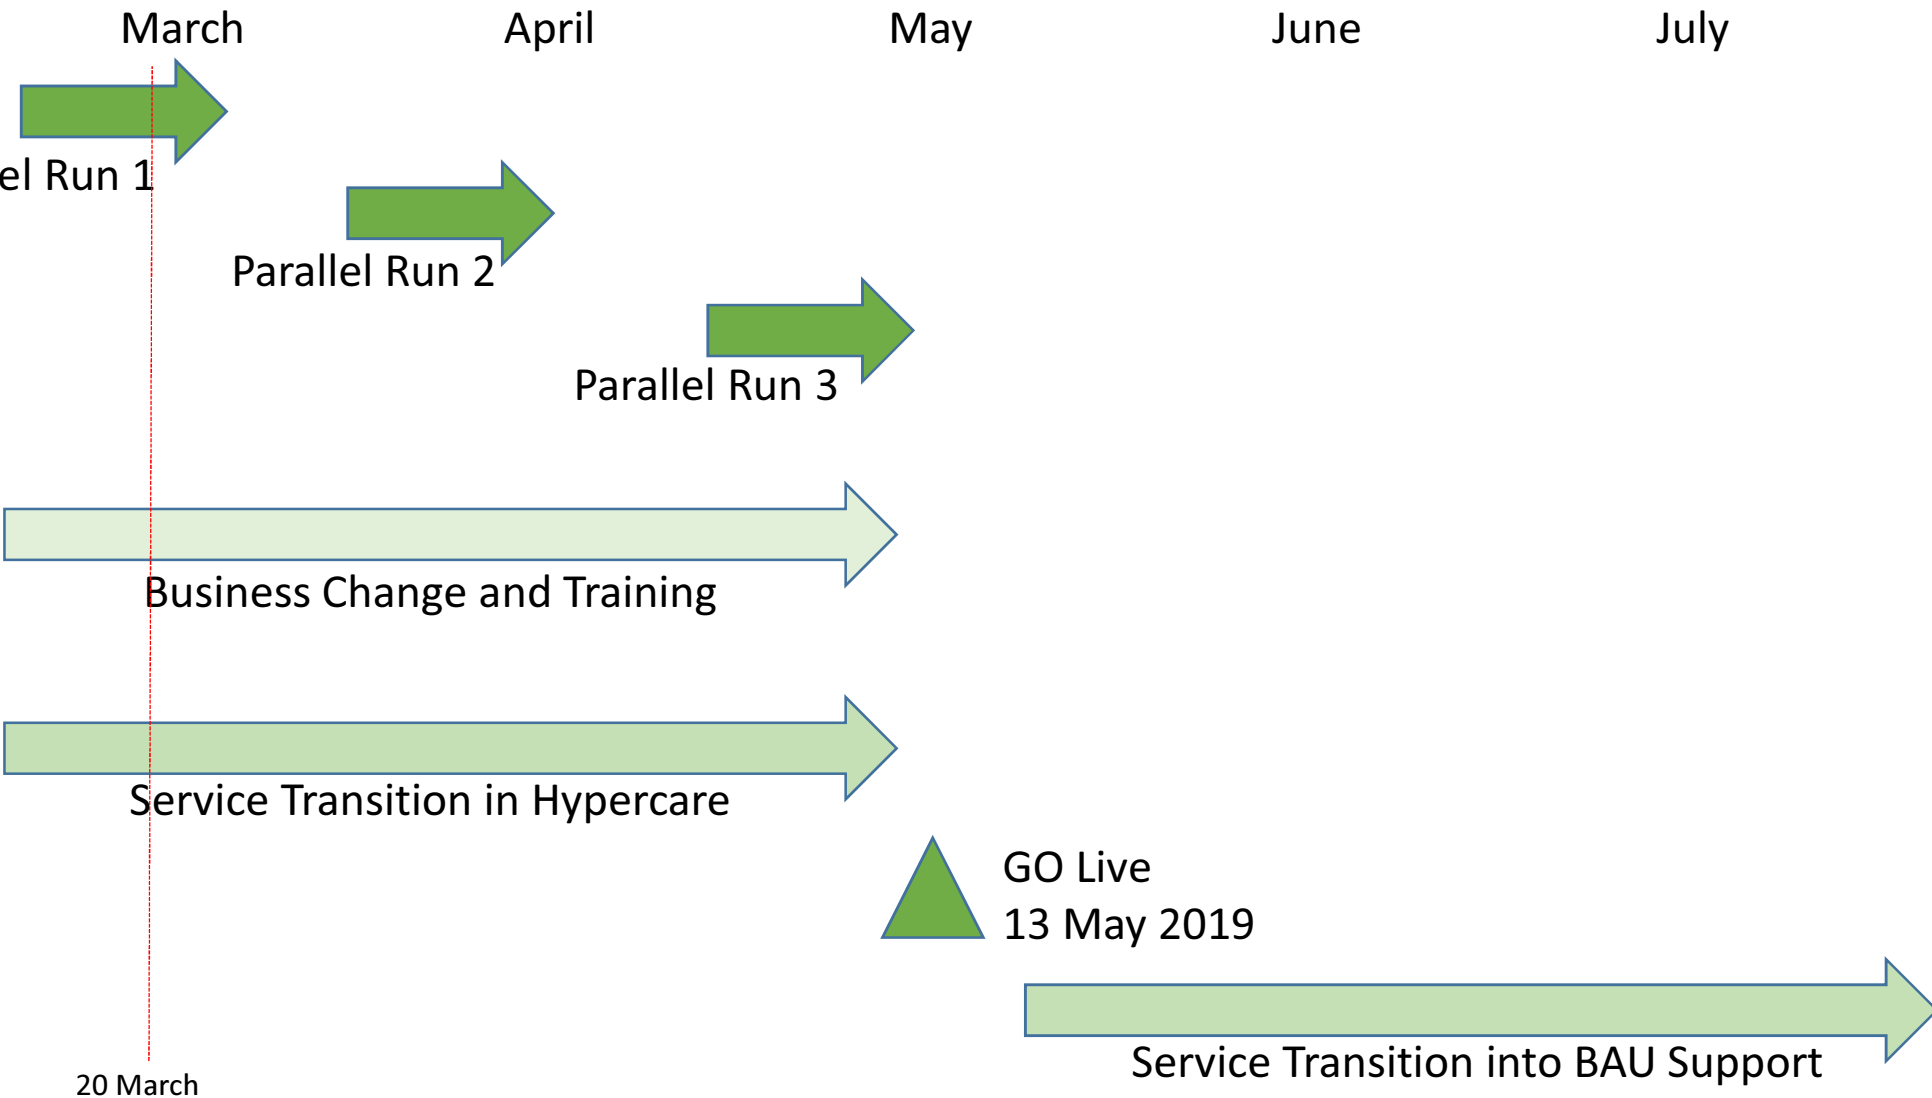 March April May June July
el Run 1
Parallel Run 2
Parallel Run 3
Business Change and Training
Service Transition in Hypercare
GO Live
13 May 2019
Service Transition into BAU Support
20 March